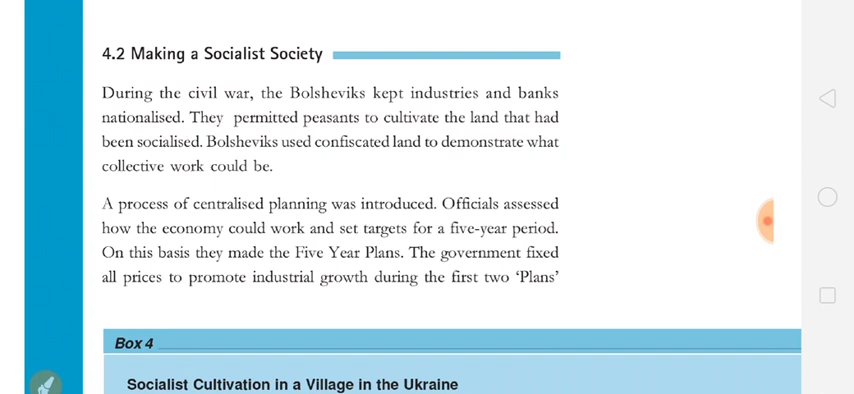 4.2 Making a Socialist Society
During the civil war, the Bolsheviks kept industries and banks
nationalised. They permitted peasants to cultivate the land that had
been socialised. Bolsheviks used confiscated land to demonstrate what
collective work could be.
A process of centralised planning was introduced. Officials assessed
how the economy could work and set targets for a five-year period.
On this basis they made the Five Year Plans. The government fixed
all prices to promote industrial growth during the first two ‘Plans’
Box 4
Socialist Cultivation in a Village in the Ukraine